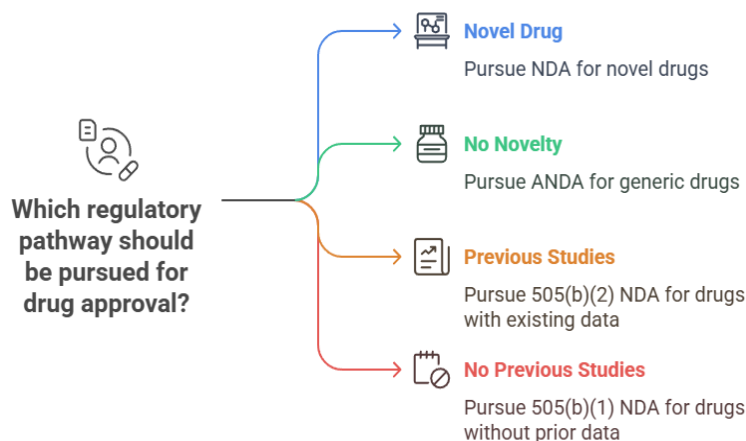 Which regulatory
pathway should
be pursued for
drug approval?
Novel Drug
Pursue NDA for novel drugs
No Novelty
Pursue ANDA for generic drugs
Previous Studies
Pursue 505(b)(2) NDA for drugs
with existing data
No Previous Studies
Pursue 505(b)(1) NDA for drugs
without prior data